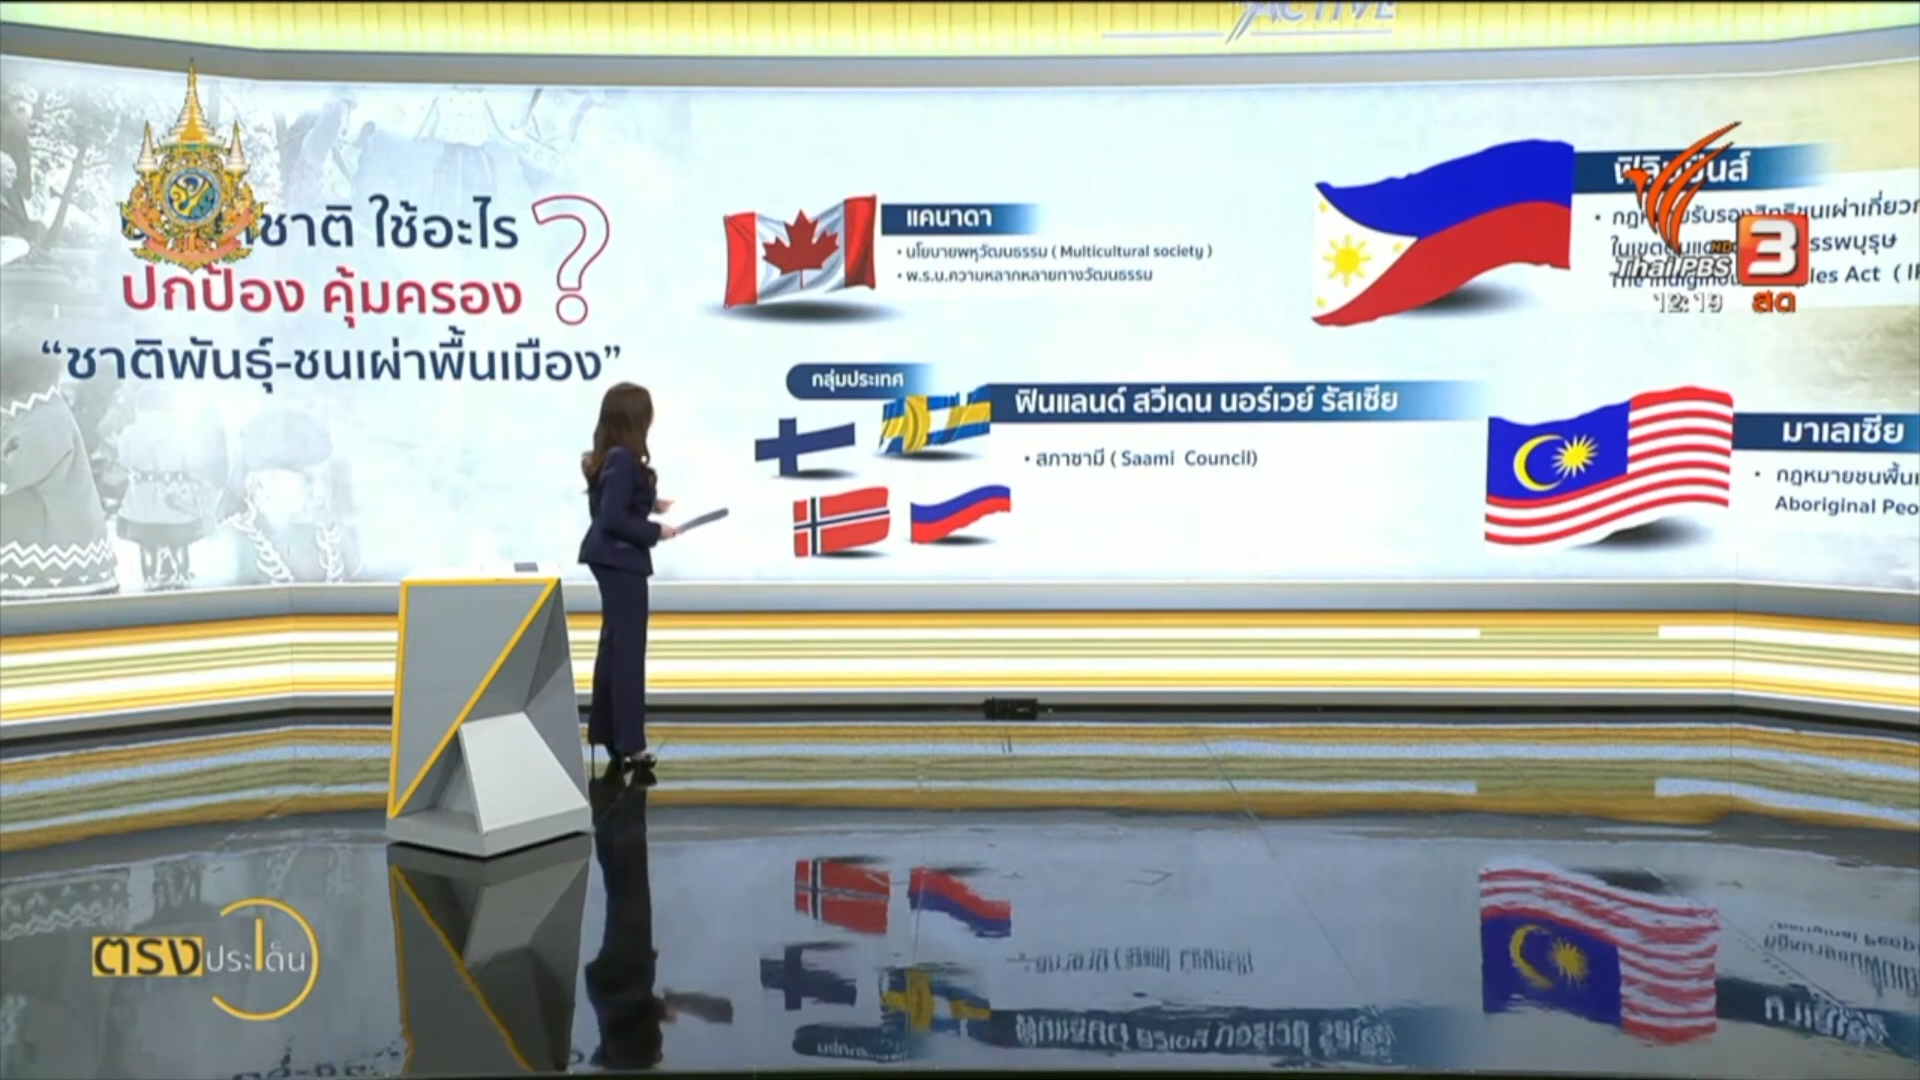 ACTIVE
ชาติ ใช้อะไร
ปกป้อง คุ้มครอง
?
“ชาติพันธุ์-ชนเผ่าพื้นเมือง”
แคนาดา
• นโยบายพหุวัฒนธรรม ( Multicultural society )
• พ.ร.บ.ความหลากหลายทางวัฒนธรรม
กลุ่มประเทศ
ฟินแลนด์ สวีเดน นอร์เวย์ รัสเซีย
• สภาซามี ( Saami Council)
ฟิลิปปินส์
HD
Thai PBS
3
12:19
สด
มาเลเซีย
• กฎหมายชนพื้น
Aboriginal Peo
ตรงประเด็น